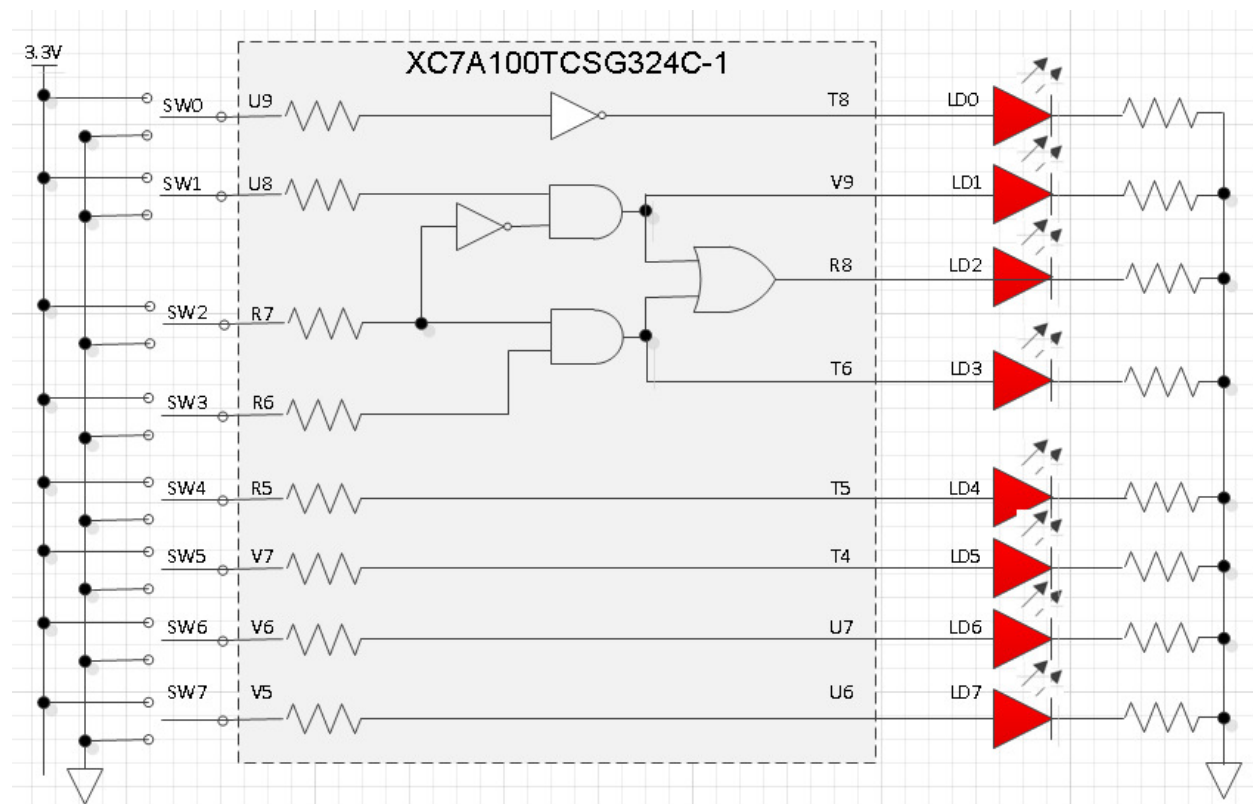 3.3V
XC7A100TCSG324C-1
SW0 U9 T8 LD0
SW1 U8 V9 LD1
R8 LD2
SW2 R7
T6 LD3
SW3 R6
SW4 R5 T5 LD4
SW5 V7 T4 LD5
SW6 V6 U7 LD6
SW7 V5 U6 LD7